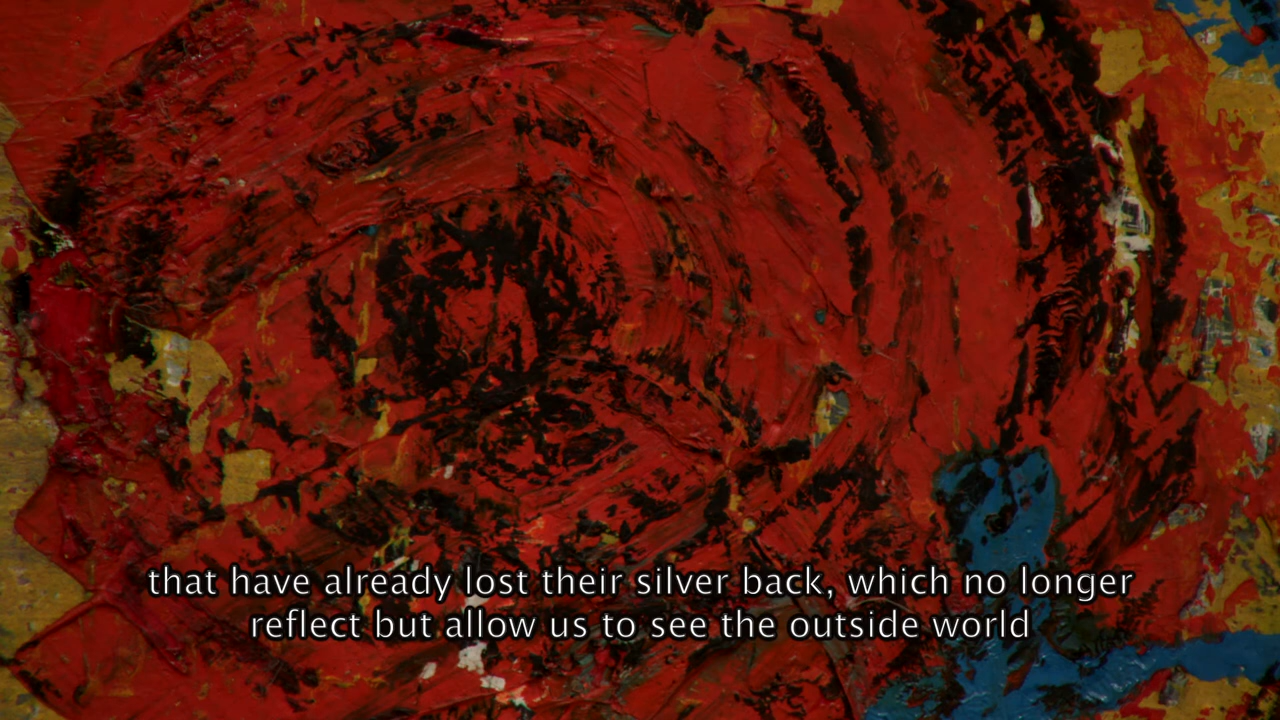 that have already lost their silver back, which no longer
reflect but allow us to see the outside world